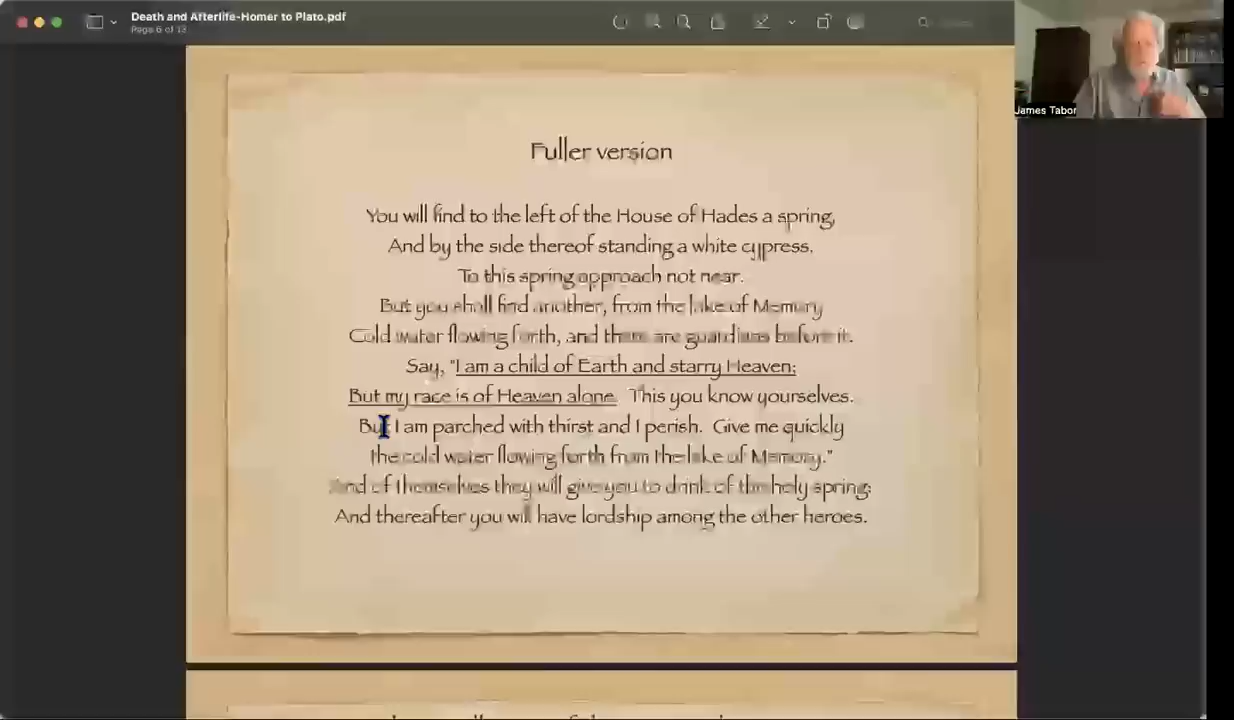 Death and Afterlife-Homer to Plato.pdf
Page 6 of 13
James Tabor
Fuller version
You will find to the left of the House of Hades a spring,
And by the side thereof standing a white cypress.
To this spring approach not near.
But you shall find another, from the lake of Memory
Cold water flowing forth, and there are guardians before it.
Say, "I am a child of Earth and starry Heaven;
But my race is of Heaven alone. This you know yourselves.
But I am parched with thirst and I perish. Give me quickly
the cold water flowing forth from the lake of Memory."
And of themselves they will give you to drink of the holy spring;
And thereafter you will have lordship among the other heroes.